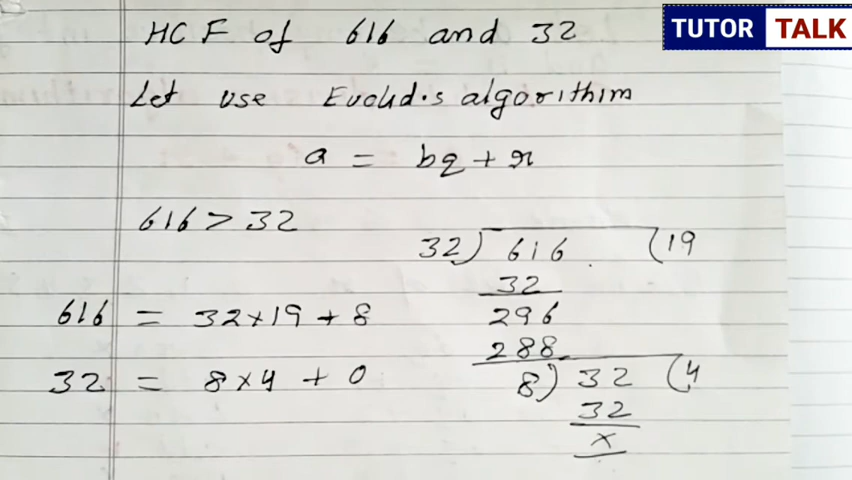 TUTOR TALK
HCF of 616 and 32
Let use Euclid's algorithim
a = bq + r
616 > 32
32) 616 (19
32
616 = 32×19 + 8
296
288
32 = 8×4 + 0
8) 32 (4
32
x